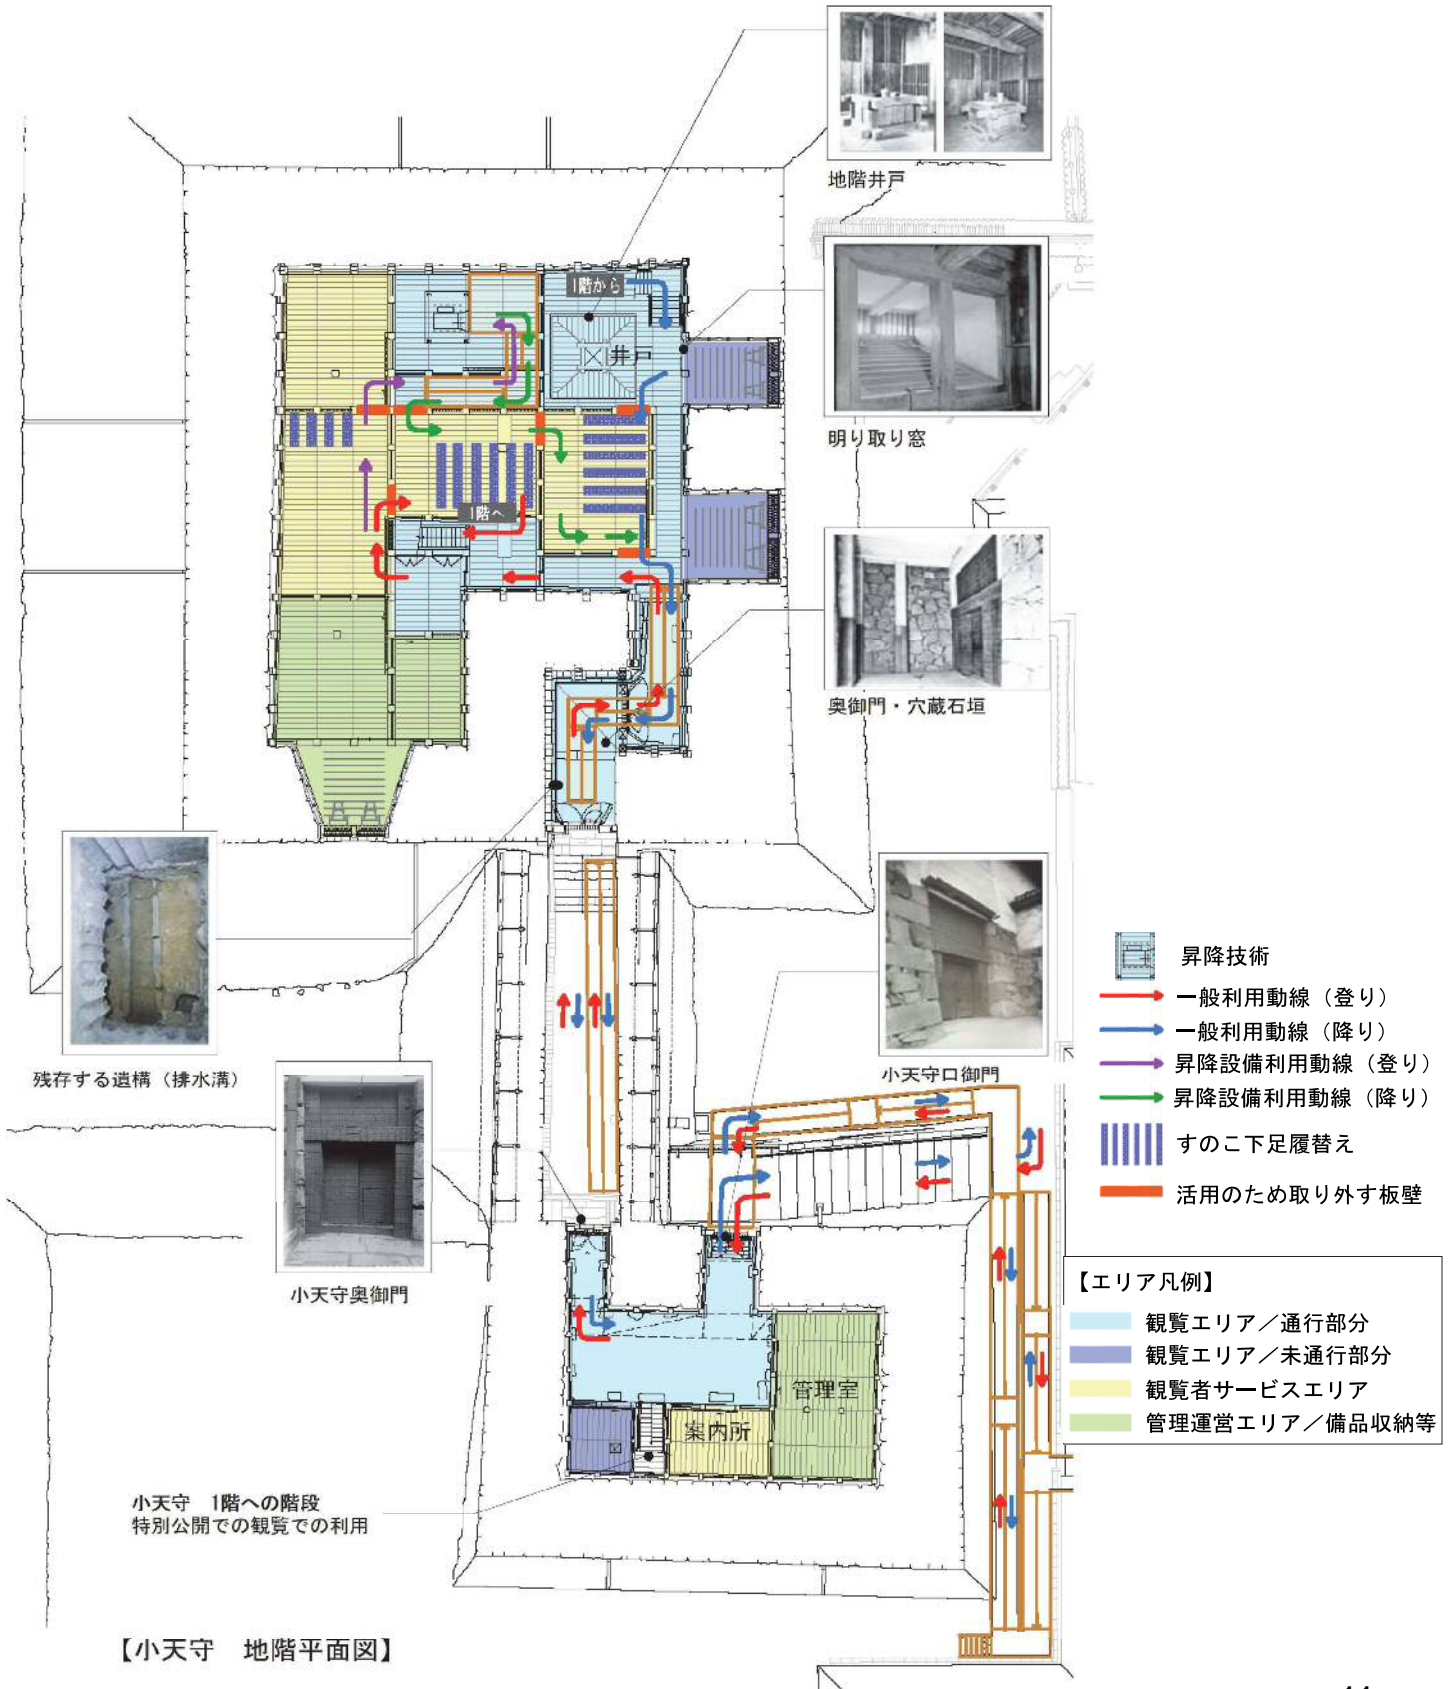 地階井戸
1階から
井戸
明り取り窓
1階へ
奥御門・穴蔵石垣
残存する遺構（排水溝）
小天守口御門
小天守奥御門
昇降技術
一般利用動線（登り）
一般利用動線（降り）
昇降設備利用動線（登り）
昇降設備利用動線（降り）
すのこ下足履替え
活用のため取り外す板壁
【エリア凡例】
観覧エリア／通行部分
観覧エリア／未通行部分
観覧者サービスエリア
管理運営エリア／備品収納等
管理室
案内所
小天守　1階への階段
特別公開での観覧での利用
【小天守　地階平面図】